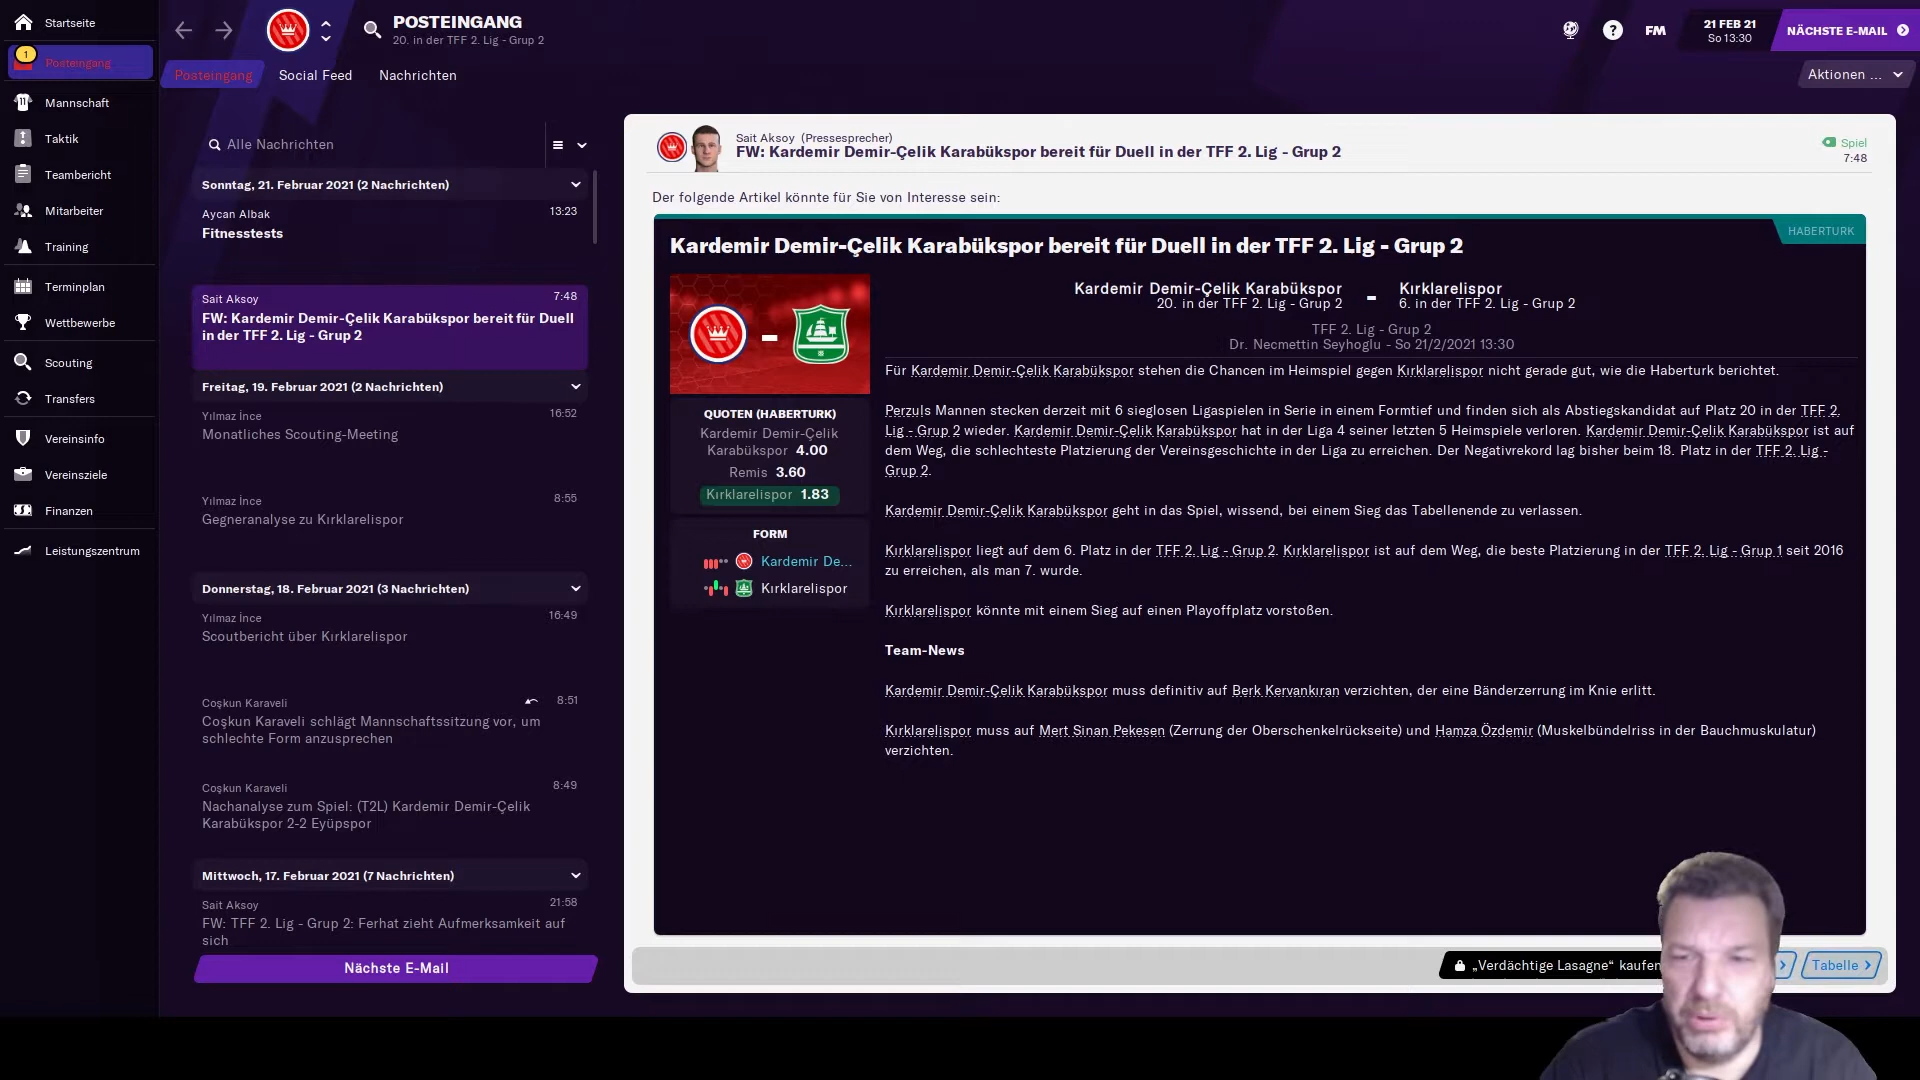 Startseite
1
Posteingang
Mannschaft
Taktik
Teambericht
Mitarbeiter
Training
Terminplan
Wettbewerbe
Scouting
Transfers
Vereinsinfo
Vereinsziele
Finanzen
Leistungszentrum
POSTEINGANG
20. in der TFF 2. Lig - Grup 2
FM
21 FEB 21
So 13:30
NÄCHSTE E-MAIL
Posteingang
Social Feed
Nachrichten
Aktionen ...
Alle Nachrichten
Sonntag, 21. Februar 2021 (2 Nachrichten)
Aycan Albak
13:23
Fitnesstests
Sait Aksoy
7:48
FW: Kardemir Demir-Çelik Karabükspor bereit für Duell
in der TFF 2. Lig - Grup 2
Freitag, 19. Februar 2021 (2 Nachrichten)
Yılmaz İnce
16:52
Monatliches Scouting-Meeting
Yılmaz İnce
8:55
Gegneranalyse zu Kırklarelispor
Donnerstag, 18. Februar 2021 (3 Nachrichten)
Yılmaz İnce
16:49
Scoutbericht über Kırklarelispor
Coşkun Karaveli
8:51
Coşkun Karaveli schlägt Mannschaftssitzung vor, um
schlechte Form anzusprechen
Coşkun Karaveli
8:49
Nachanalyse zum Spiel: (T2L) Kardemir Demir-Çelik
Karabükspor 2-2 Eyüpspor
Mittwoch, 17. Februar 2021 (7 Nachrichten)
Sait Aksoy
21:58
FW: TFF 2. Lig - Grup 2: Ferhat zieht Aufmerksamkeit auf
sich
Nächste E-Mail
Sait Aksoy (Pressesprecher)
FW: Kardemir Demir-Çelik Karabükspor bereit für Duell in der TFF 2. Lig - Grup 2
Spiel
7:48
Der folgende Artikel könnte für Sie von Interesse sein:
HABERTURK
Kardemir Demir-Çelik Karabükspor bereit für Duell in der TFF 2. Lig - Grup 2
Kardemir Demir-Çelik Karabükspor - Kırklarelispor
20. in der TFF 2. Lig - Grup 2
6. in der TFF 2. Lig - Grup 2
TFF 2. Lig - Grup 2
Dr. Necmettin Seyhoglu - So 21/2/2021 13:30
QUOTEN (HABERTURK)
Kardemir Demir-Çelik
Karabükspor 4.00
Remis 3.60
Kırklarelispor 1.83
FORM
Kardemir De...
Kırklarelispor
Für Kardemir Demir-Çelik Karabükspor stehen die Chancen im Heimspiel gegen Kırklarelispor nicht gerade gut, wie die Haberturk berichtet.
Perzuls Mannen stecken derzeit mit 6 sieglosen Ligaspielen in Serie in einem Formtief und finden sich als Abstiegskandidat auf Platz 20 in der TFF 2.
Lig - Grup 2 wieder. Kardemir Demir-Çelik Karabükspor hat in der Liga 4 seiner letzten 5 Heimspiele verloren. Kardemir Demir-Çelik Karabükspor ist auf
dem Weg, die schlechteste Platzierung der Vereinsgeschichte in der Liga zu erreichen. Der Negativrekord lag bisher beim 18. Platz in der TFF 2. Lig -
Grup 2.
Kardemir Demir-Çelik Karabükspor geht in das Spiel, wissend, bei einem Sieg das Tabellenende zu verlassen.
Kırklarelispor liegt auf dem 6. Platz in der TFF 2. Lig - Grup 2. Kırklarelispor ist auf dem Weg, die beste Platzierung in der TFF 2. Lig - Grup 1 seit 2016
zu erreichen, als man 7. wurde.
Kırklarelispor könnte mit einem Sieg auf einen Playoffplatz vorstoßen.
Team-News
Kardemir Demir-Çelik Karabükspor muss definitiv auf Berk Kervankıran verzichten, der eine Bänderzerrung im Knie erlitt.
Kırklarelispor muss auf Mert Sinan Pekesen (Zerrung der Oberschenkelrückseite) und Hamza Özdemir (Muskelbündelriss in der Bauchmuskulatur)
verzichten.
„Verdächtige Lasagne“ kaufen
Tabelle